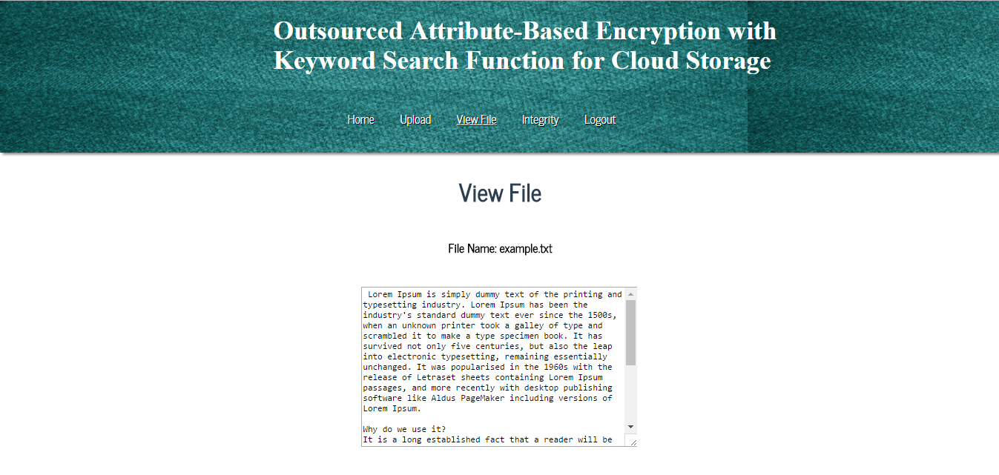 Outsourced Attribute-Based Encryption with
Keyword Search Function for Cloud Storage
Home Upload View File Integrity Logout
View File
File Name: example.txt
Lorem Ipsum is simply dummy text of the printing and
typesetting industry. Lorem Ipsum has been the
industry's standard dummy text ever since the 1500s,
when an unknown printer took a galley of type and
scrambled it to make a type specimen book. It has
survived not only five centuries, but also the leap
into electronic typesetting, remaining essentially
unchanged. It was popularised in the 1960s with the
release of Letraset sheets containing Lorem Ipsum
passages, and more recently with desktop publishing
software like Aldus PageMaker including versions of
Lorem Ipsum.
Why do we use it?
It is a long established fact that a reader will be